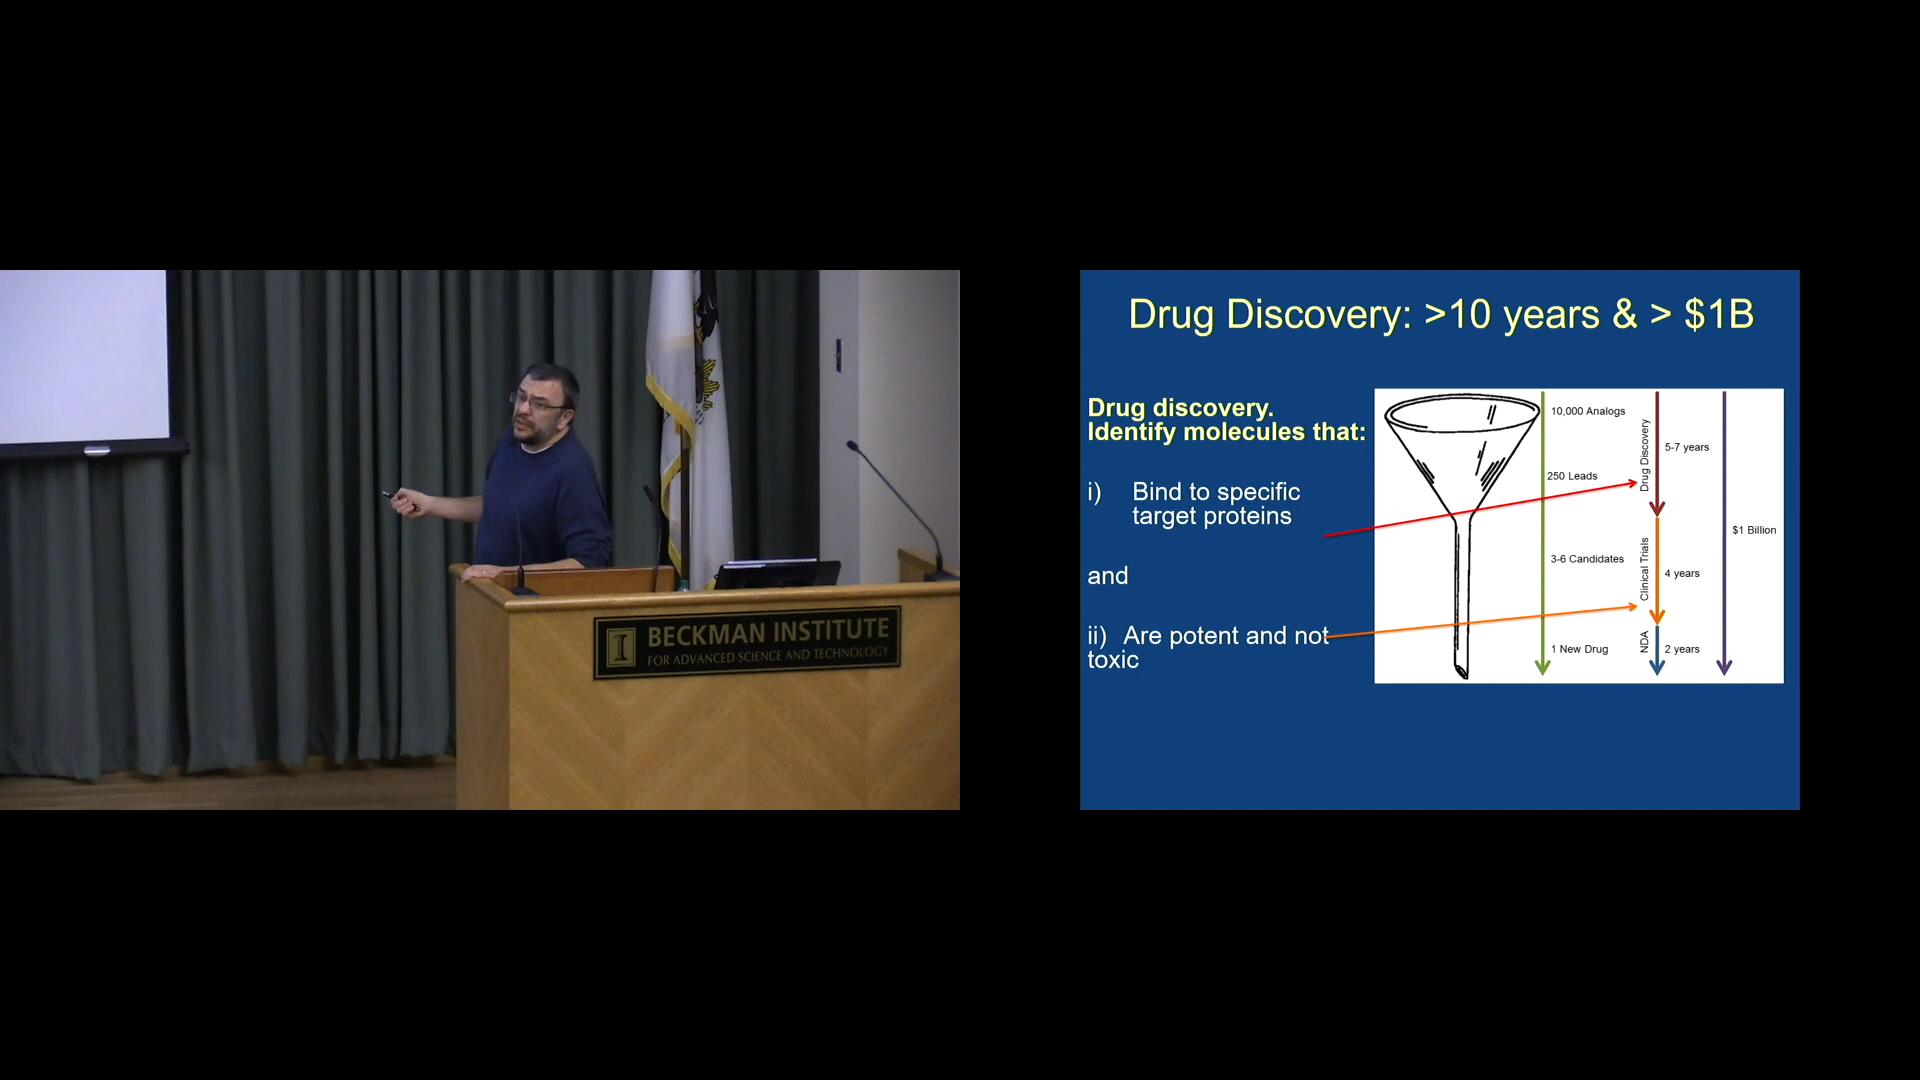 BECKMAN INSTITUTE
FOR ADVANCED SCIENCE AND TECHNOLOGY
Drug Discovery: >10 years & > $1B
Drug discovery.
Identify molecules that:
i) Bind to specific
target proteins
and
ii) Are potent and not
toxic
10,000 Analogs
250 Leads
3-6 Candidates
1 New Drug
Drug Discovery
5-7 years
Clinical Trials
4 years
NDA
2 years
$1 Billion